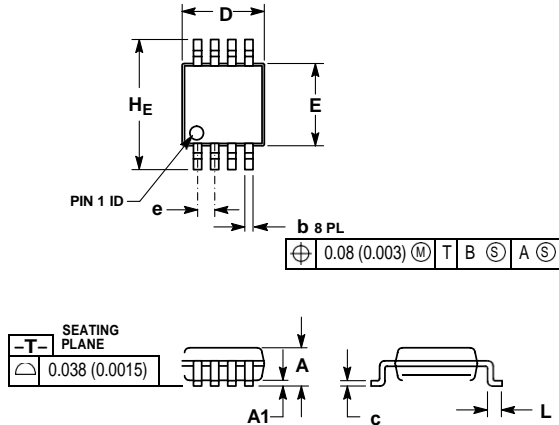 D
HE
E
PIN 1 ID
e
b 8 PL
⌖ 0.08 (0.003) Ⓜ T B Ⓢ A Ⓢ
–T– SEATING PLANE
⌓ 0.038 (0.0015)
A
A1
c
L